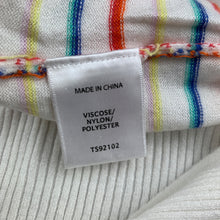 MADE IN CHINA
VISCOSE/
NYLON/
POLYESTER
TS92102